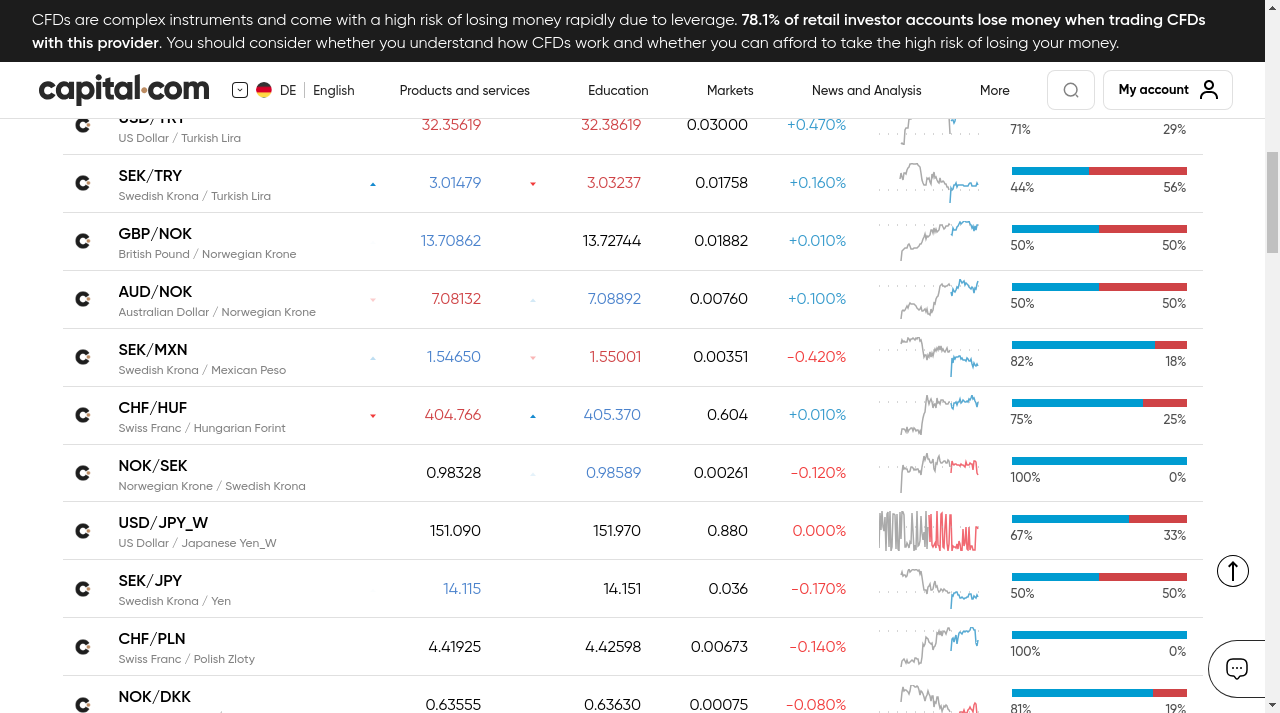 CFDs are complex instruments and come with a high risk of losing money rapidly due to leverage. 78.1% of retail investor accounts lose money when trading CFDs
with this provider. You should consider whether you understand how CFDs work and whether you can afford to take the high risk of losing your money.
capital.com DE English Products and services Education Markets News and Analysis More My account
USD/TRY 32.35619 32.38619 0.03000 +0.470%
US Dollar / Turkish Lira 71% 29%
SEK/TRY 3.01479 3.03237 0.01758 +0.160%
Swedish Krona / Turkish Lira 44% 56%
GBP/NOK 13.70862 13.72744 0.01882 +0.010%
British Pound / Norwegian Krone 50% 50%
AUD/NOK 7.08132 7.08892 0.00760 +0.100%
Australian Dollar / Norwegian Krone 50% 50%
SEK/MXN 1.54650 1.55001 0.00351 -0.420%
Swedish Krona / Mexican Peso 82% 18%
CHF/HUF 404.766 405.370 0.604 +0.010%
Swiss Franc / Hungarian Forint 75% 25%
NOK/SEK 0.98328 0.98589 0.00261 -0.120%
Norwegian Krone / Swedish Krona 100% 0%
USD/JPY_W 151.090 151.970 0.880 0.000%
US Dollar / Japanese Yen_W 67% 33%
SEK/JPY 14.115 14.151 0.036 -0.170%
Swedish Krona / Yen 50% 50%
CHF/PLN 4.41925 4.42598 0.00673 -0.140%
Swiss Franc / Polish Zloty 100% 0%
NOK/DKK 0.63555 0.63630 0.00075 -0.080%
81% 19%